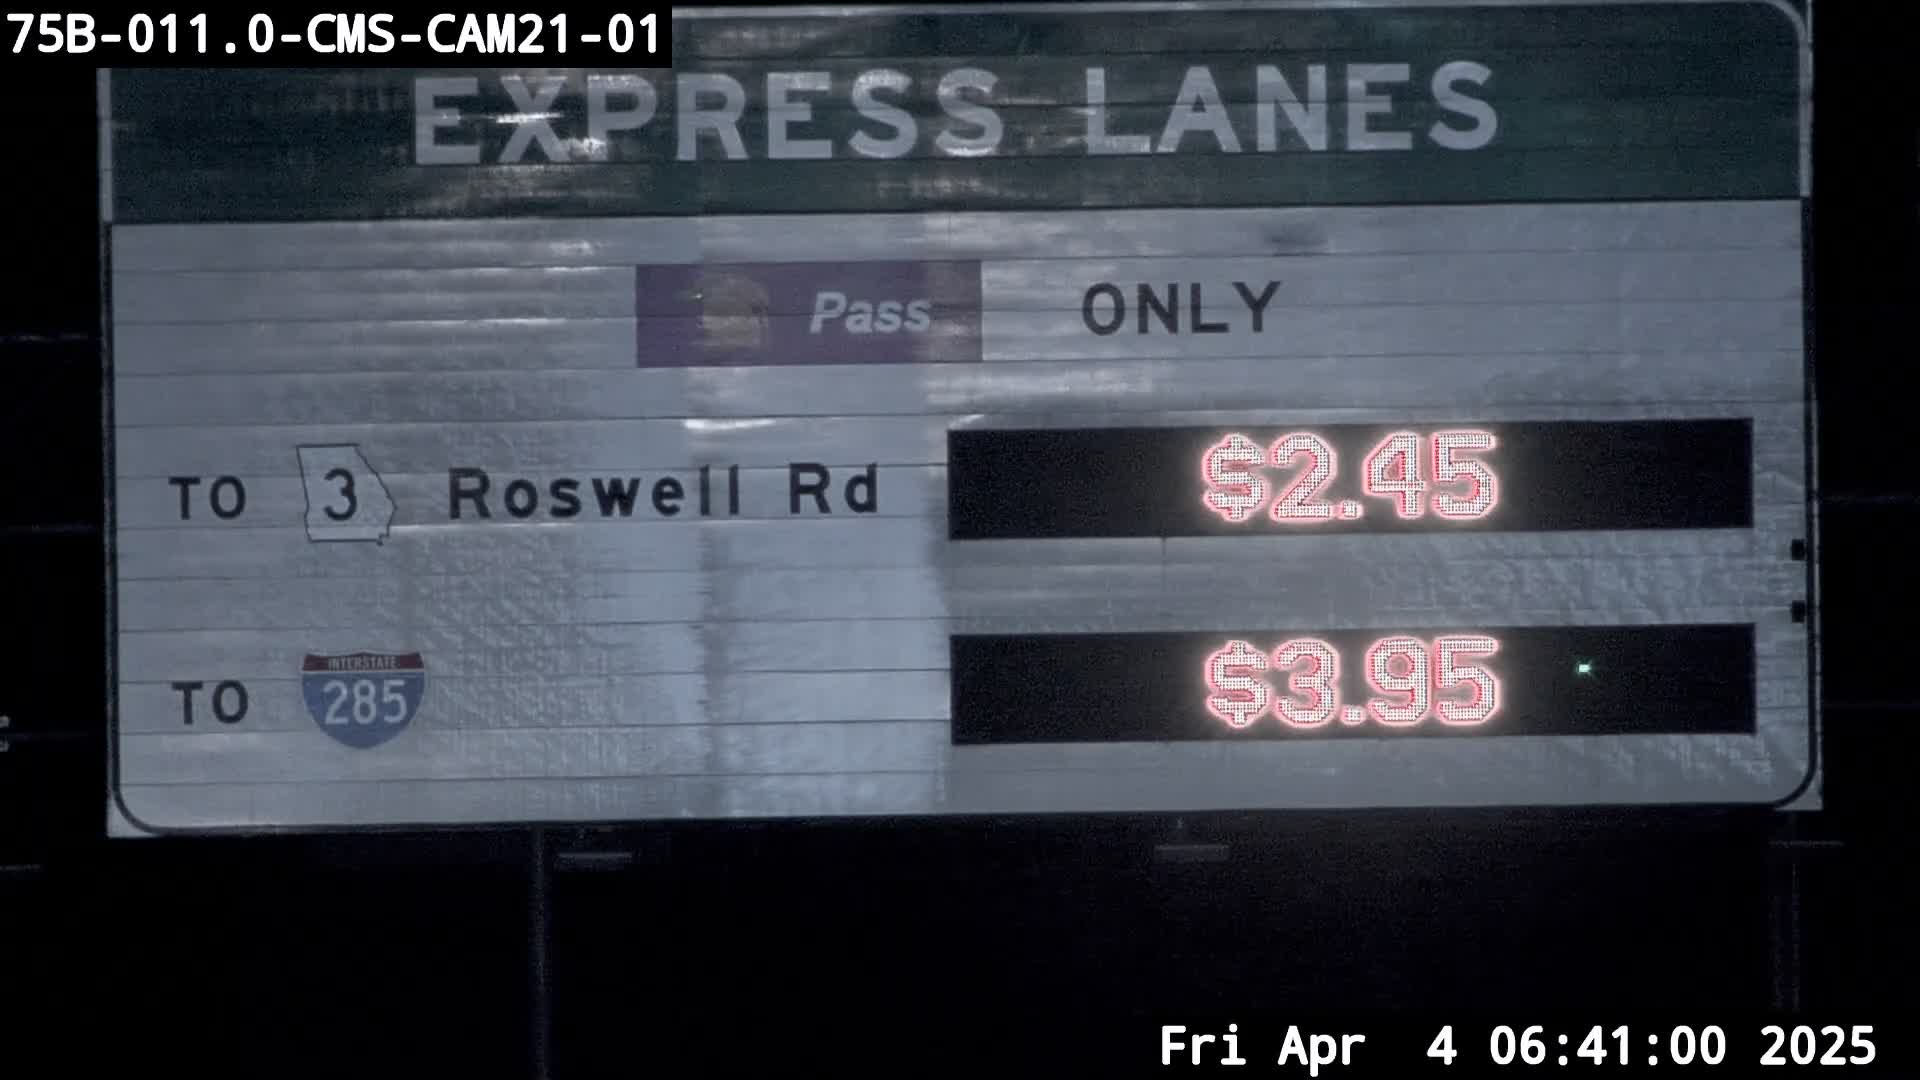 75B-011.0-CMS-CAM21-01
EXPRESS LANES
Pass ONLY
TO 3 Roswell Rd $2.45
INTERSTATE
TO 285 $3.95
Fri Apr 4 06:41:00 2025